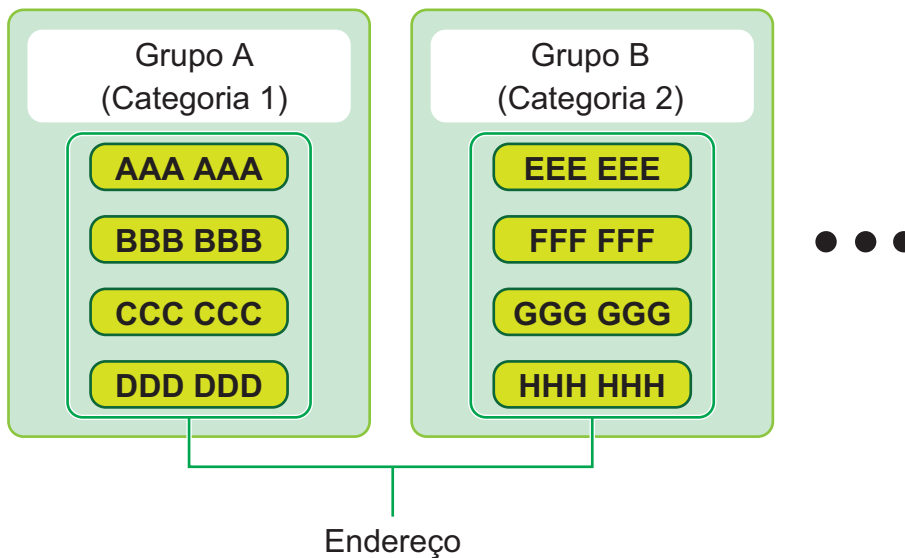 Grupo A
(Categoria 1)
AAA AAA
BBB BBB
CCC CCC
DDD DDD
Grupo B
(Categoria 2)
EEE EEE
FFF FFF
GGG GGG
HHH HHH
Endereço